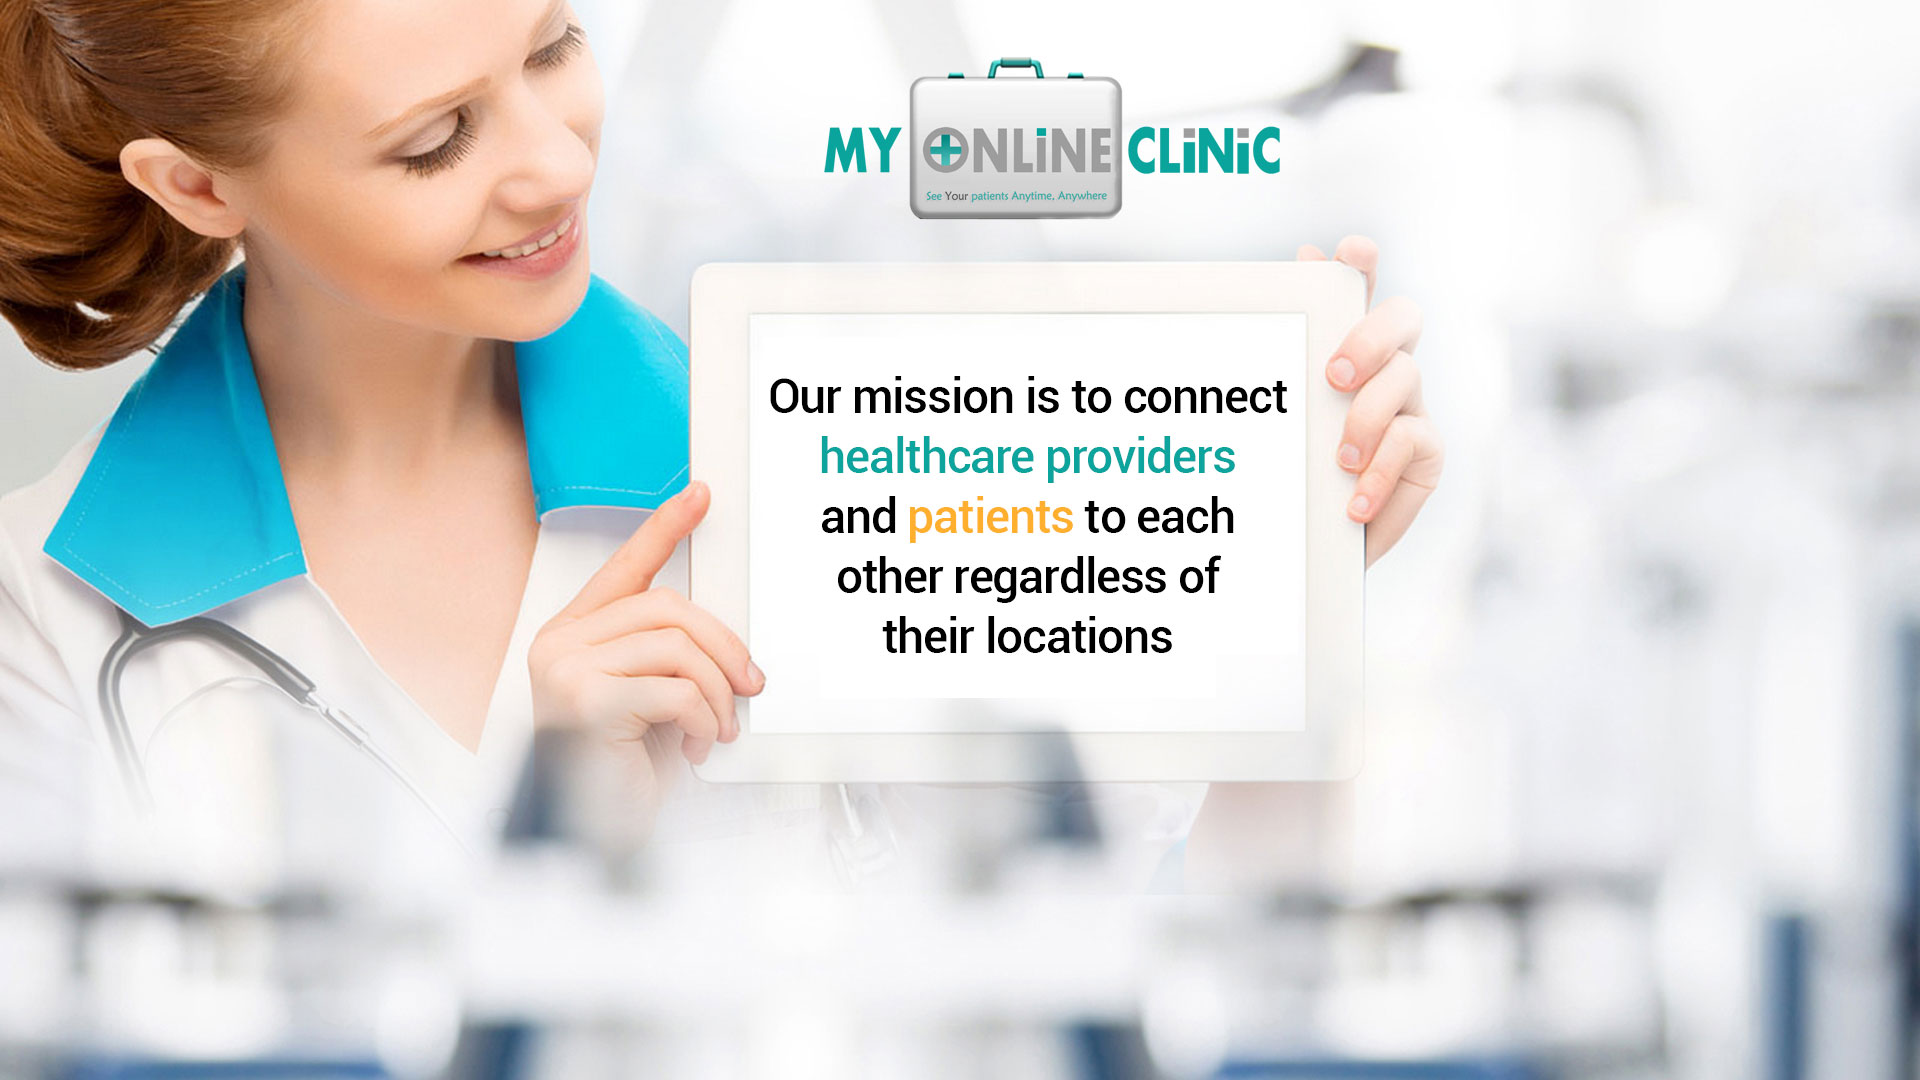 MY ONLiNE CLiNiC
See Your patients Anytime, Anywhere
Our mission is to connect
healthcare providers
and patients to each
other regardless of
their locations